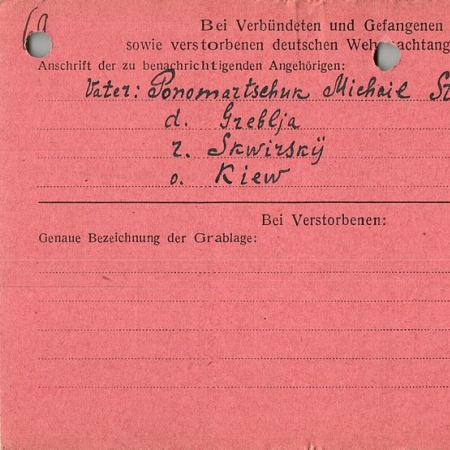 Bei Verbündeten und Gefangenen
sowie verstorbenen deutschen Wehrmachtang
Anschrift der zu benachrichtigenden Angehörigen:
Vater: Ponomartschuk Michail St
d. Greblja
r. Skwirskÿ
o. Kiew
Bei Verstorbenen:
Genaue Bezeichnung der Grablage: